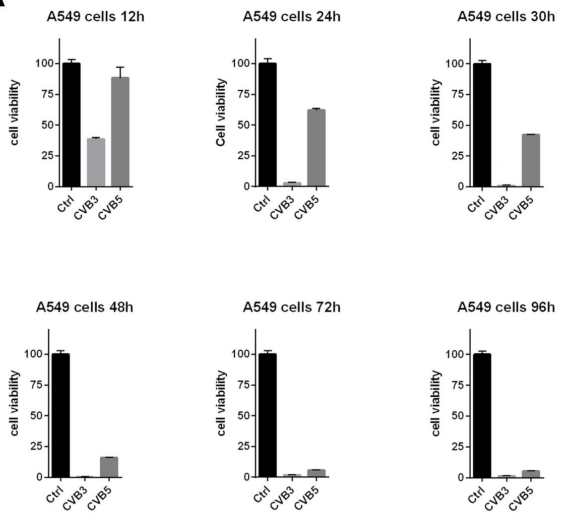 A549 cells 12h
cell viability
100
75
50
25
0
Ctrl
CVB3
CVB5
A549 cells 24h
Cell viability
100
75
50
25
0
Ctrl
CVB3
CVB5
A549 cells 30h
cell viability
100
75
50
25
0
Ctrl
CVB3
CVB5
A549 cells 48h
cell viability
100
75
50
25
0
Ctrl
CVB3
CVB5
A549 cells 72h
cell viability
100
75
50
25
0
Ctrl
CVB3
CVB5
A549 cells 96h
cell viability
100
75
50
25
0
Ctrl
CVB3
CVB5